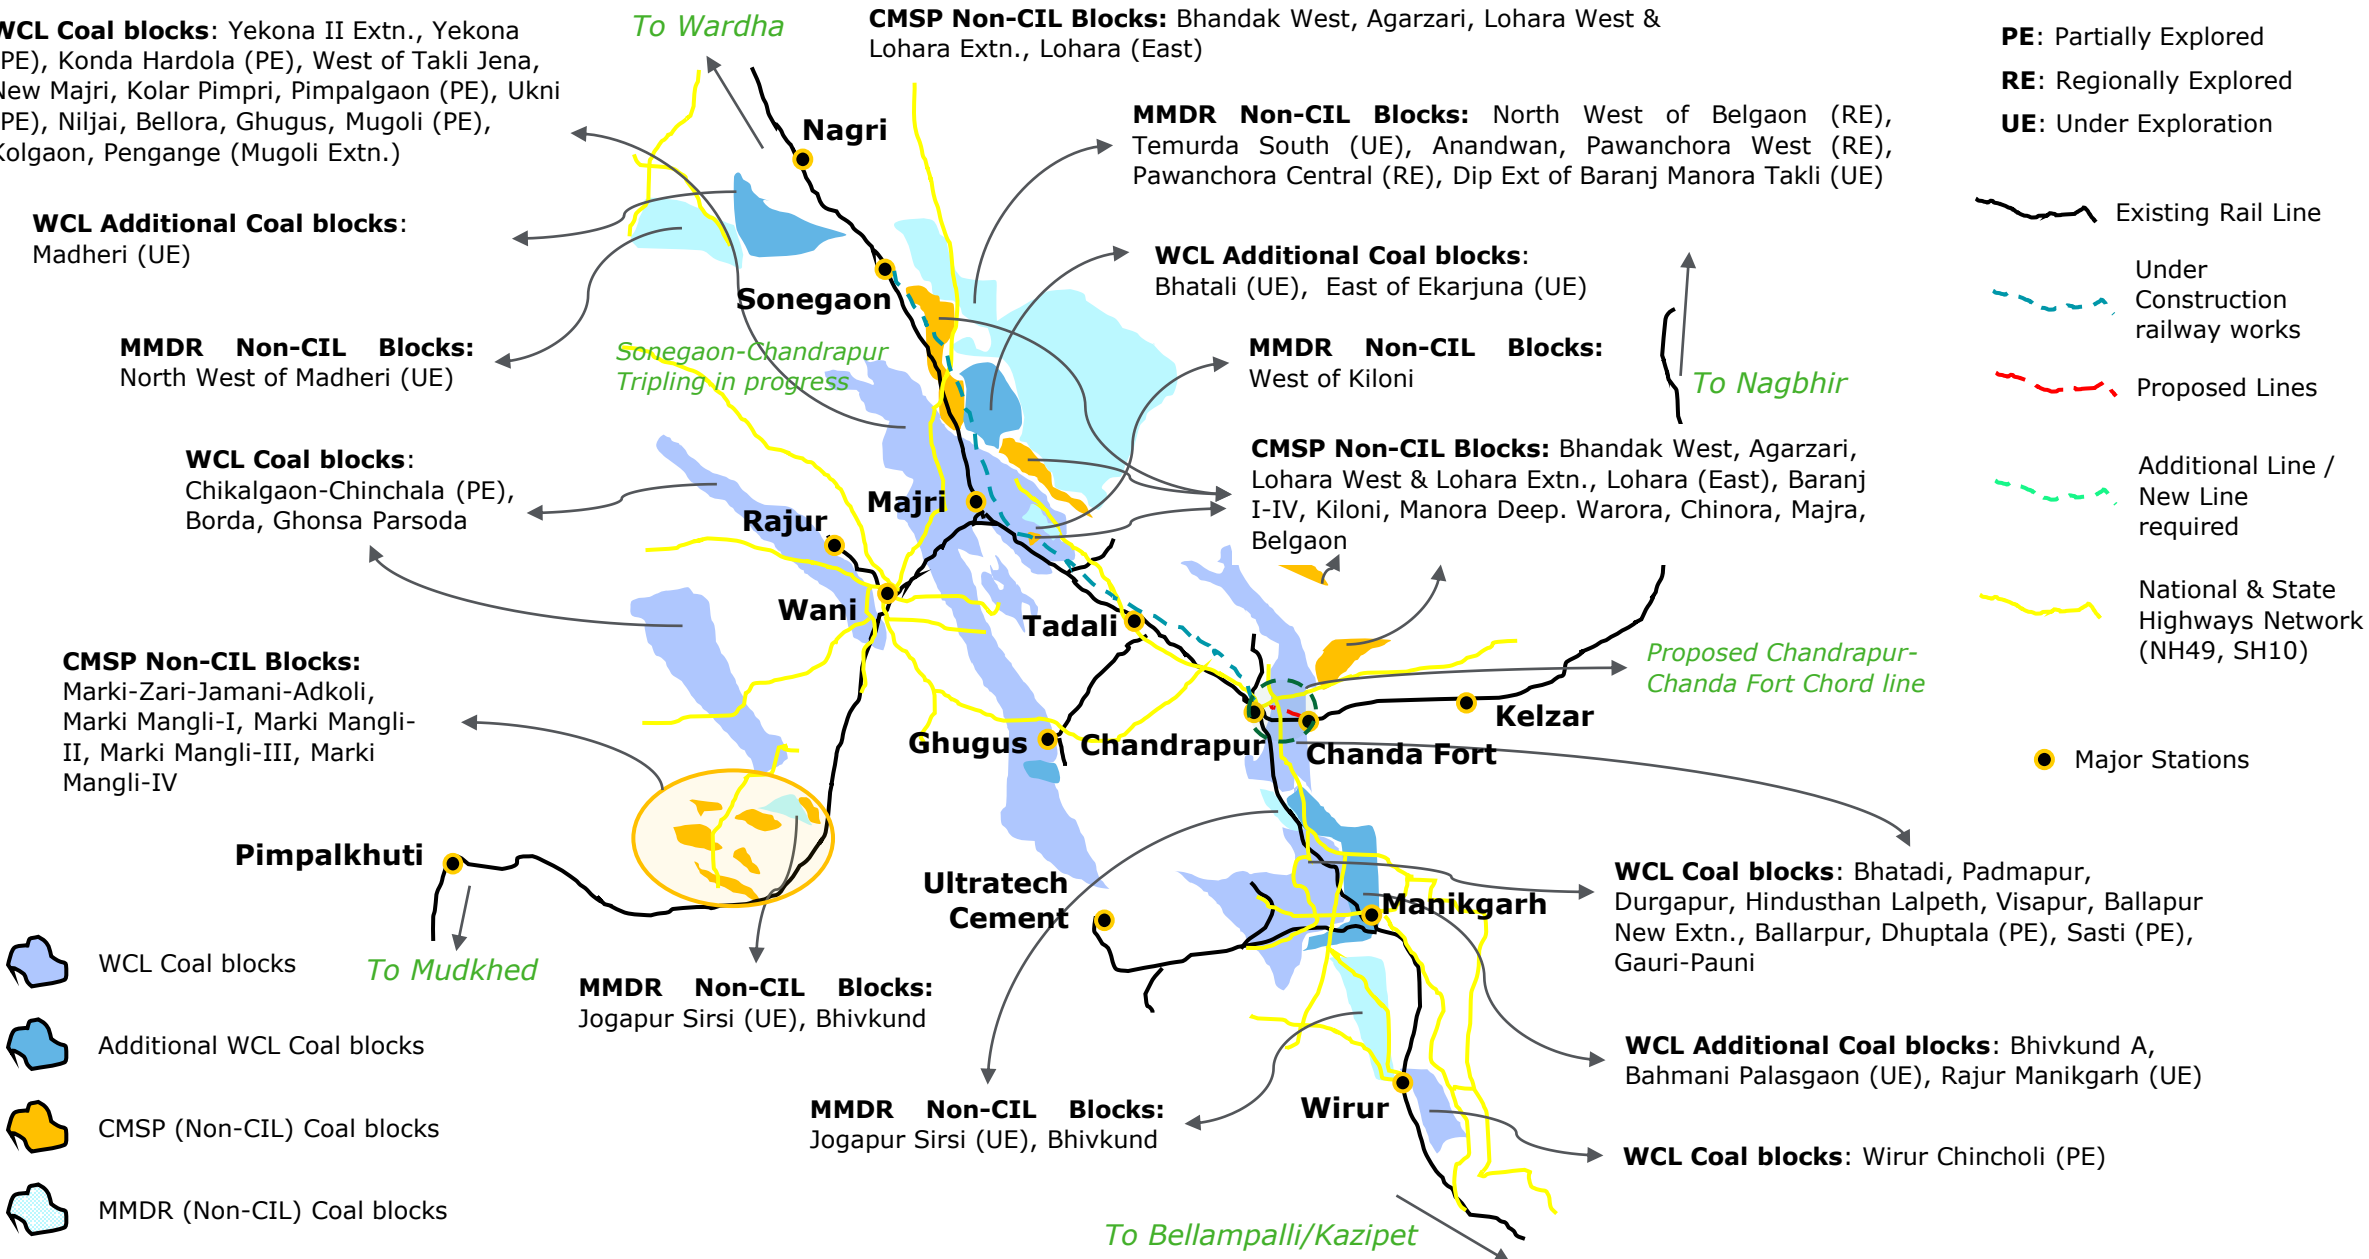 WCL Coal blocks: Yekona II Extn., Yekona
(PE), Konda Hardola (PE), West of Takli Jena,
New Majri, Kolar Pimpri, Pimpalgaon (PE), Ukni
(PE), Niljai, Bellora, Ghugus, Mugoli (PE),
Kolgaon, Pengange (Mugoli Extn.)
To Wardha
CMSP Non-CIL Blocks: Bhandak West, Agarzari, Lohara West &
Lohara Extn., Lohara (East)
PE: Partially Explored
RE: Regionally Explored
UE: Under Exploration
Nagri
MMDR Non-CIL Blocks: North West of Belgaon (RE),
Temurda South (UE), Anandwan, Pawanchora West (RE),
Pawanchora Central (RE), Dip Ext of Baranj Manora Takli (UE)
WCL Additional Coal blocks:
Madheri (UE)
Existing Rail Line
WCL Additional Coal blocks:
Bhatali (UE), East of Ekarjuna (UE)
Under
Construction
railway works
Sonegaon
MMDR Non-CIL Blocks:
North West of Madheri (UE)
Sonegaon-Chandrapur
Tripling in progress
MMDR Non-CIL Blocks:
West of Kiloni
To Nagbhir
Proposed Lines
WCL Coal blocks:
Chikalgaon-Chinchala (PE),
Borda, Ghonsa Parsoda
CMSP Non-CIL Blocks: Bhandak West, Agarzari,
Lohara West & Lohara Extn., Lohara (East), Baranj
I-IV, Kiloni, Manora Deep. Warora, Chinora, Majra,
Belgaon
Additional Line /
New Line
required
Majri
Rajur
Wani
Tadali
National & State
Highways Network
(NH49, SH10)
CMSP Non-CIL Blocks:
Marki-Zari-Jamani-Adkoli,
Marki Mangli-I, Marki Mangli-
II, Marki Mangli-III, Marki
Mangli-IV
Proposed Chandrapur-
Chanda Fort Chord line
Kelzar
Ghugus
Chandrapur
Chanda Fort
Major Stations
Pimpalkhuti
Ultratech
Cement
Manikgarh
WCL Coal blocks: Bhatadi, Padmapur,
Durgapur, Hindusthan Lalpeth, Visapur, Ballapur
New Extn., Ballarpur, Dhuptala (PE), Sasti (PE),
Gauri-Pauni
WCL Coal blocks
To Mudkhed
MMDR Non-CIL Blocks:
Jogapur Sirsi (UE), Bhivkund
Additional WCL Coal blocks
WCL Additional Coal blocks: Bhivkund A,
Bahmani Palasgaon (UE), Rajur Manikgarh (UE)
CMSP (Non-CIL) Coal blocks
MMDR Non-CIL Blocks:
Jogapur Sirsi (UE), Bhivkund
Wirur
WCL Coal blocks: Wirur Chincholi (PE)
MMDR (Non-CIL) Coal blocks
To Bellampalli/Kazipet